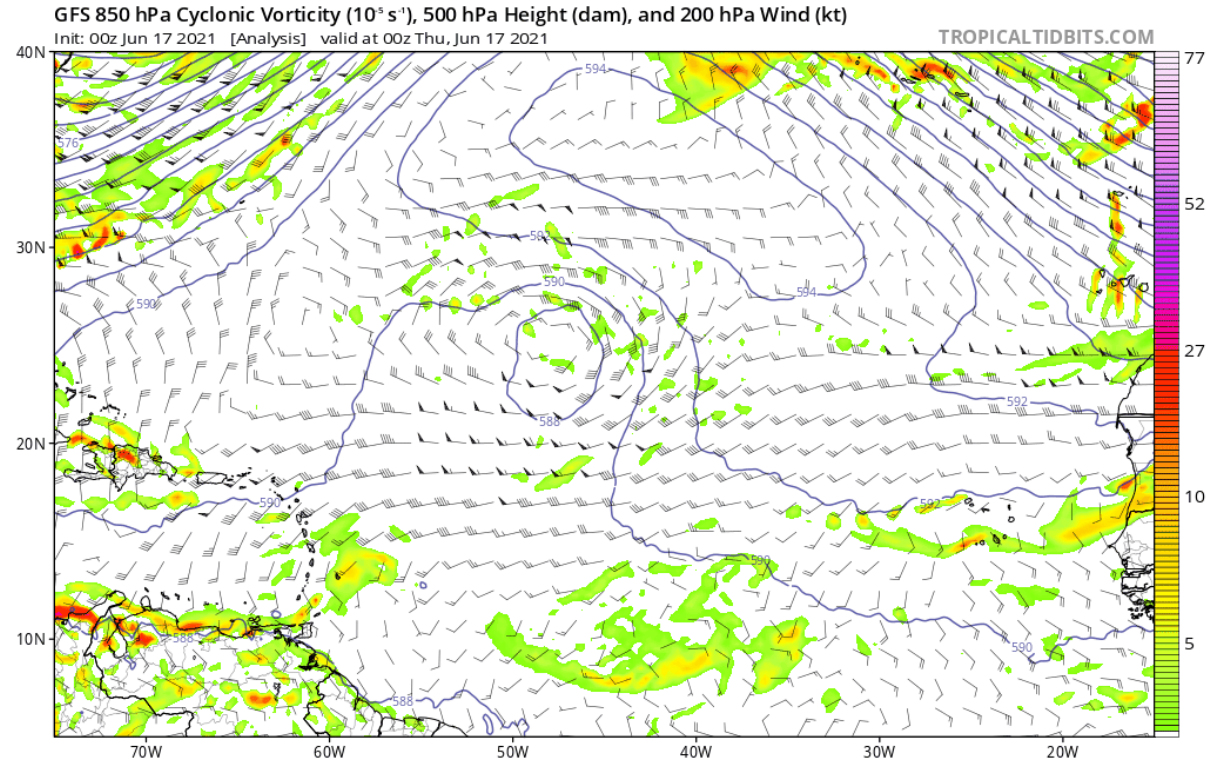 GFS 850 hPa Cyclonic Vorticity (10⁻⁵ s⁻¹), 500 hPa Height (dam), and 200 hPa Wind (kt)
Init: 00z Jun 17 2021 [Analysis] valid at 00z Thu, Jun 17 2021
TROPICALTIDBITS.COM
40N
594
77
576
52
30N
592
590
594
590
27
592
588
20N
590
592
10
590
10N
588
590
5
588
70W
60W
50W
40W
30W
20W